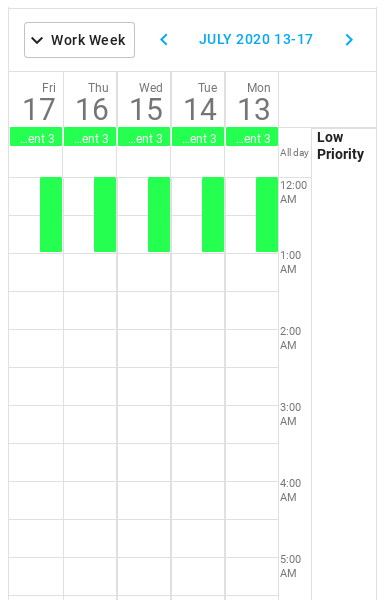 Work Week
JULY 2020 13-17
Fri Thu Wed Tue Mon
17 16 15 14 13
...ent 3 ...ent 3 ...ent 3 ...ent 3 ...ent 3
All day
Low
Priority
12:00
AM
1:00
AM
2:00
AM
3:00
AM
4:00
AM
5:00
AM